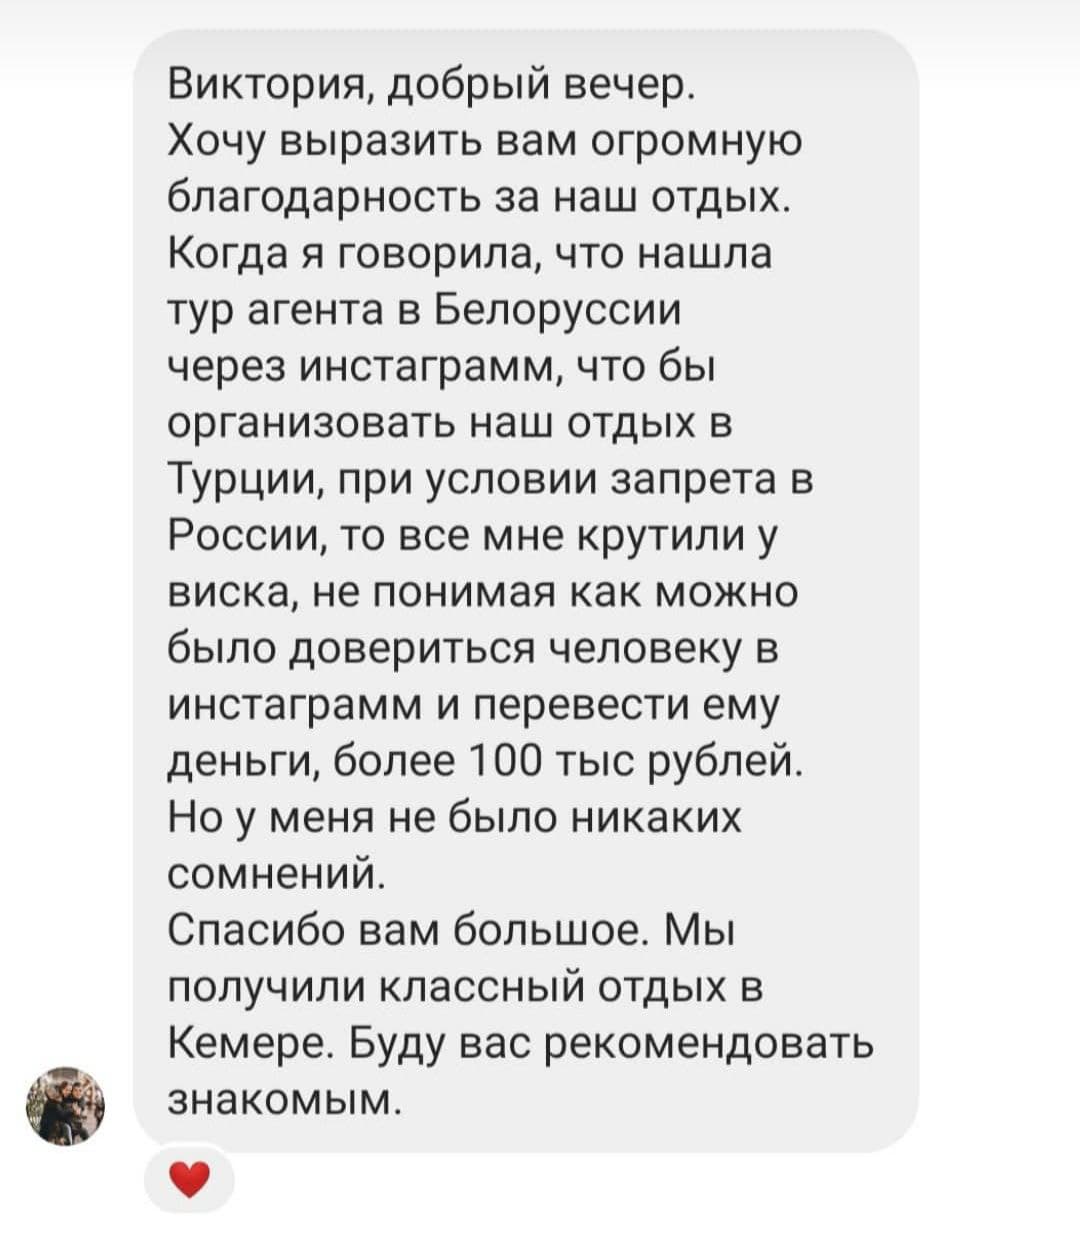 Виктория, добрый вечер.
Хочу выразить вам огромную
благодарность за наш отдых.
Когда я говорила, что нашла
тур агента в Белоруссии
через инстаграмм, что бы
организовать наш отдых в
Турции, при условии запрета в
России, то все мне крутили у
виска, не понимая как можно
было довериться человеку в
инстаграмм и перевести ему
деньги, более 100 тыс рублей.
Но у меня не было никаких
сомнений.
Спасибо вам большое. Мы
получили классный отдых в
Кемере. Буду вас рекомендовать
знакомым.